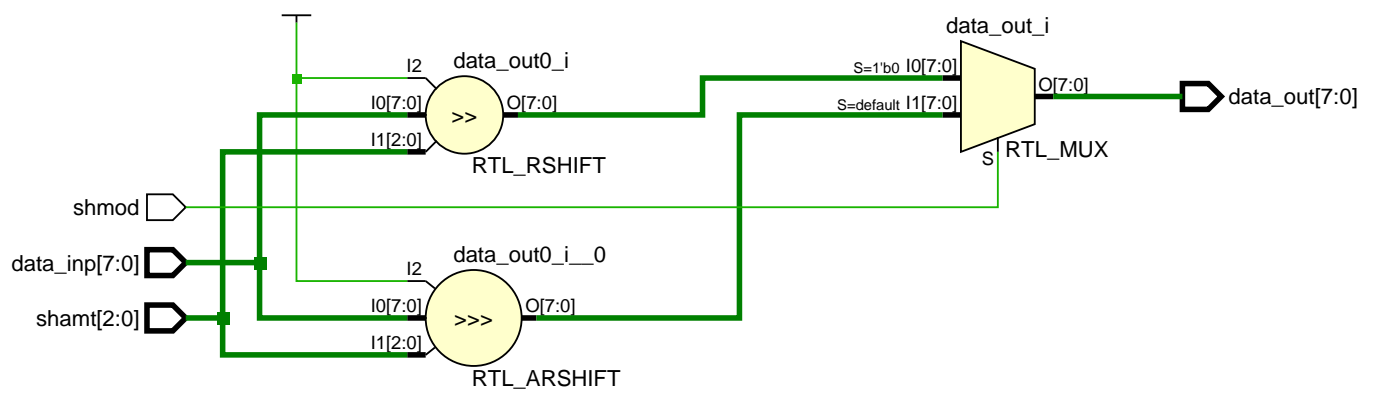 data_out_i
data_out0_i
I2
S=1'b0 I0[7:0]
O[7:0]
I0[7:0]
O[7:0]
S=default I1[7:0]
data_out[7:0]
>>
I1[2:0]
S
RTL_MUX
RTL_RSHIFT
shmod
data_out0_i__0
data_inp[7:0]
I2
I0[7:0]
O[7:0]
shamt[2:0]
>>>
I1[2:0]
RTL_ARSHIFT